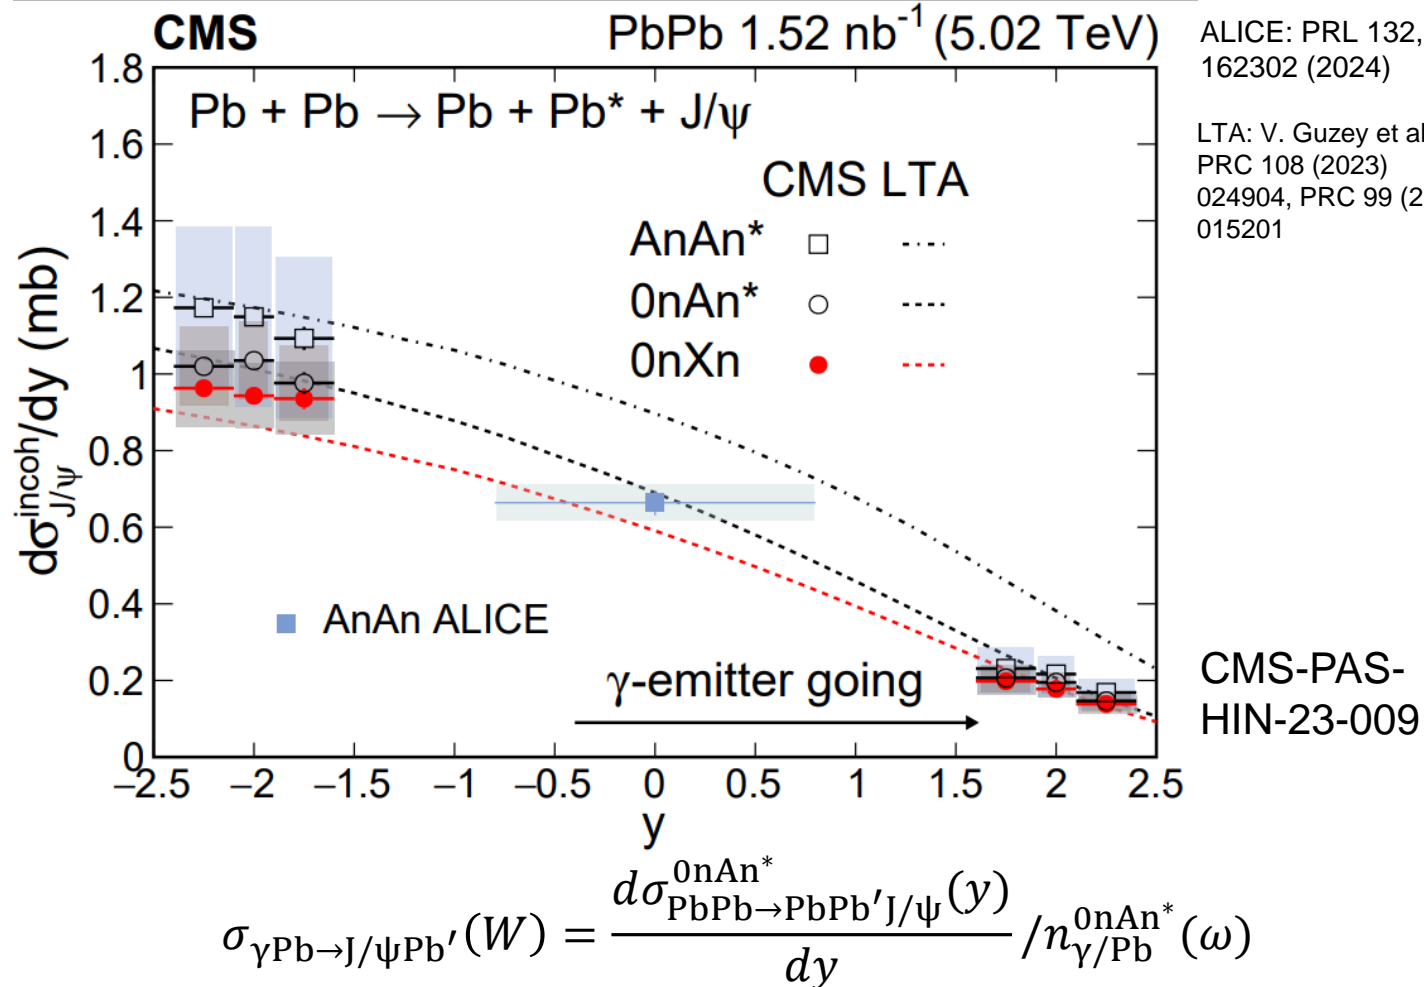 CMS PbPb 1.52 nb⁻¹ (5.02 TeV)
ALICE: PRL 132,
162302 (2024)
LTA: V. Guzey et al
PRC 108 (2023)
024904, PRC 99 (2
015201
Pb + Pb → Pb + Pb* + J/ψ
CMS LTA
AnAn*
0nAn*
0nXn
AnAn ALICE
γ-emitter going
dσ^incoh_J/ψ/dy (mb)
1.8
1.6
1.4
1.2
1
0.8
0.6
0.4
0.2
0
−2.5 −2 −1.5 −1 −0.5 0 0.5 1 1.5 2 2.5
y
CMS-PAS-
HIN-23-009
σ_γPb→J/ψPb′(W) = dσ^0nAn*_PbPb→PbPb′J/ψ(y) / dy /n^0nAn*_γ/Pb(ω)